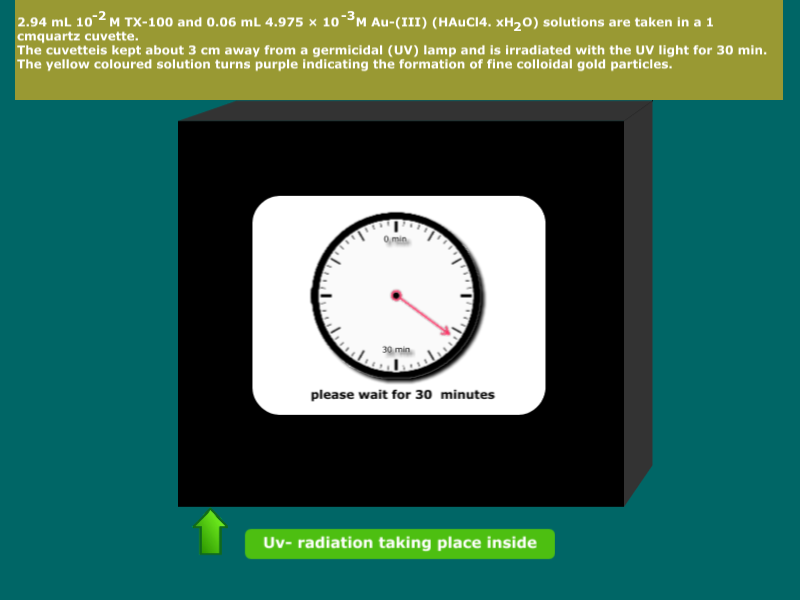 2.94 mL 10⁻² M TX-100 and 0.06 mL 4.975 × 10⁻³M Au-(III) (HAuCl4. xH₂O) solutions are taken in a 1
cmquartz cuvette.
The cuvetteis kept about 3 cm away from a germicidal (UV) lamp and is irradiated with the UV light for 30 min.
The yellow coloured solution turns purple indicating the formation of fine colloidal gold particles.
0 min
30 min
please wait for 30 minutes
Uv- radiation taking place inside